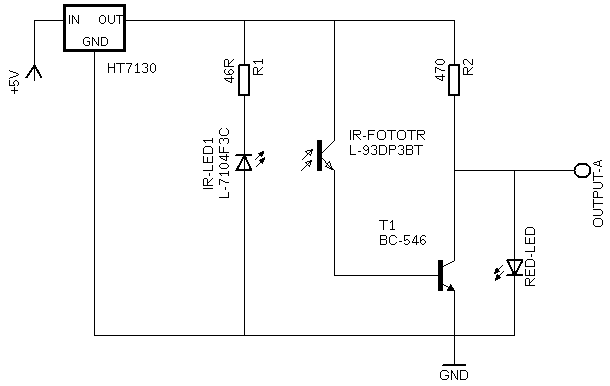 IN OUT
GND
HT7130
+5V
46R
R1
470
R2
IR-LED1
L-7104F3C
IR-FOTOTR
L-93DP3BT
T1
BC-546
RED-LED
OUTPUT-A
GND